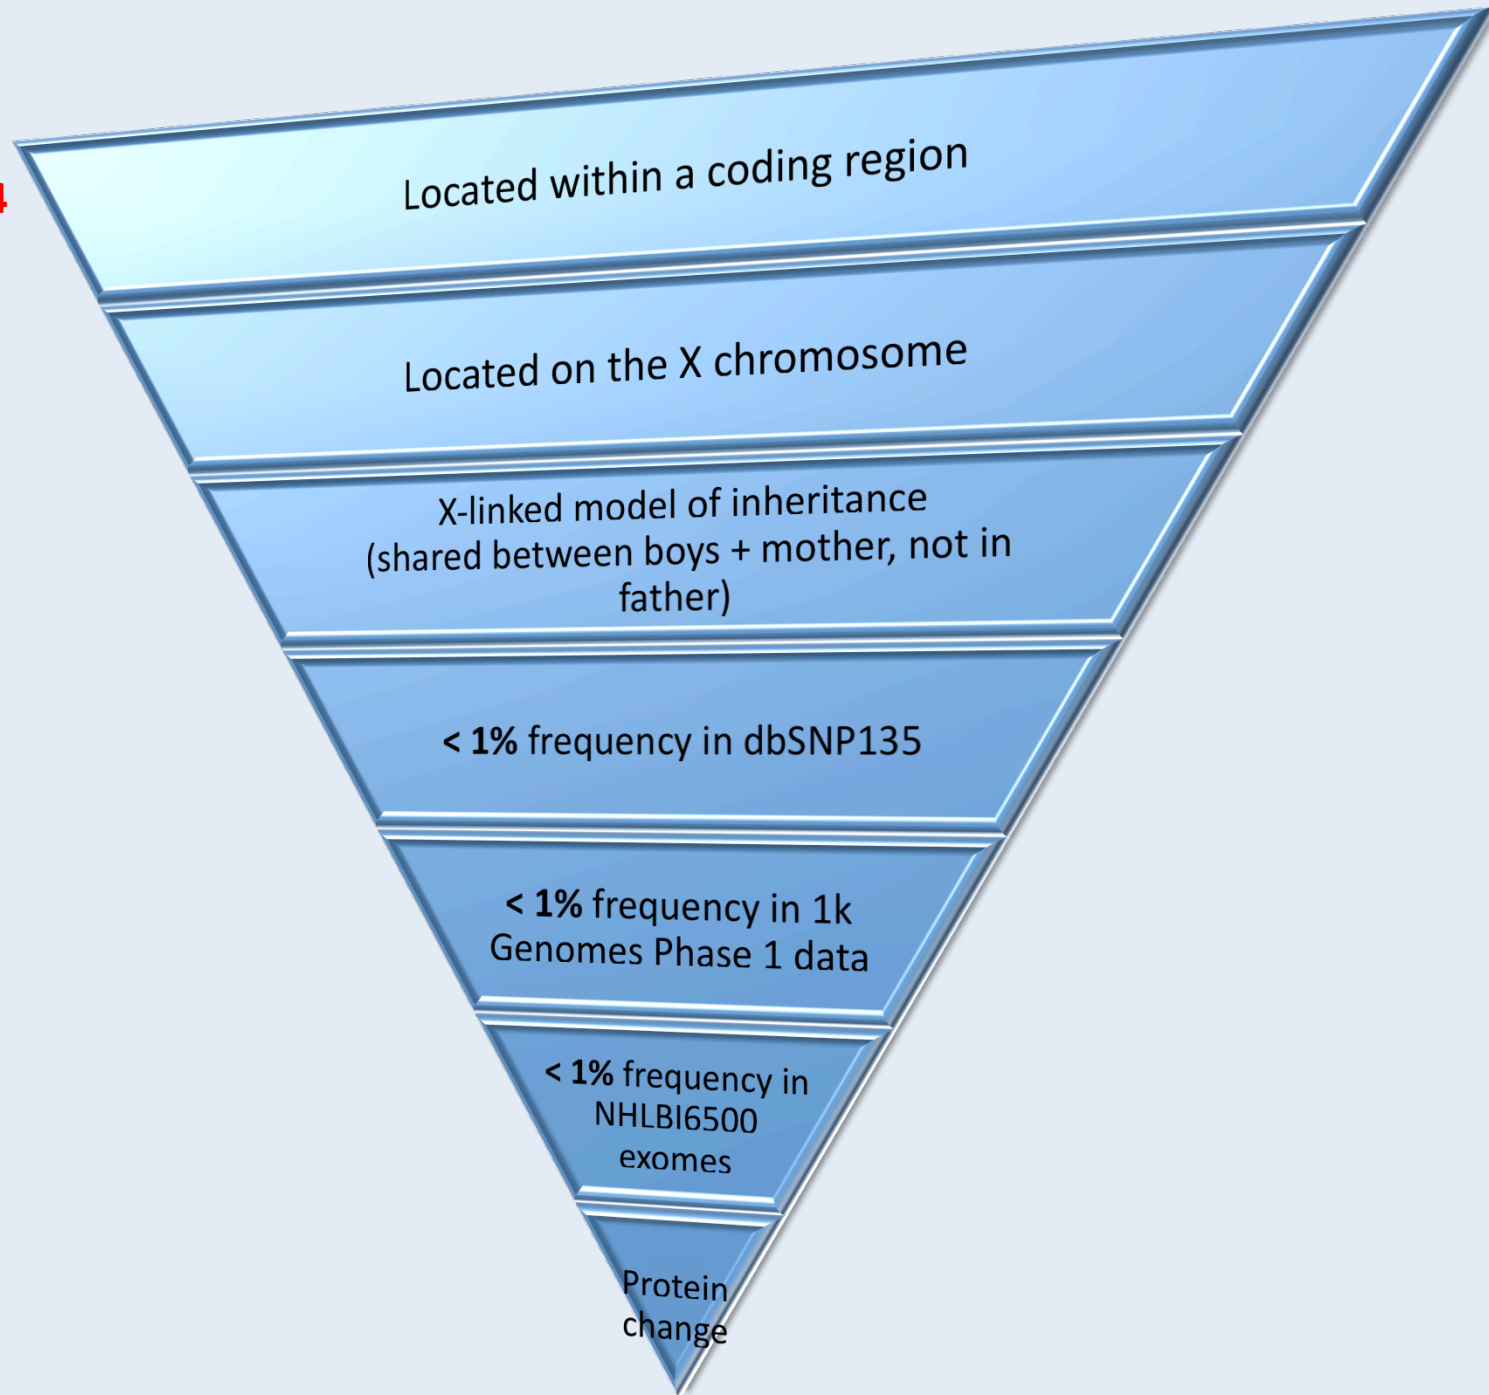 Located within a coding region
4
Located on the X chromosome
X-linked model of inheritance
(shared between boys + mother, not in
father)
< 1% frequency in dbSNP135
< 1% frequency in 1k
Genomes Phase 1 data
< 1% frequency in
NHLBI6500
exomes
Protein
change